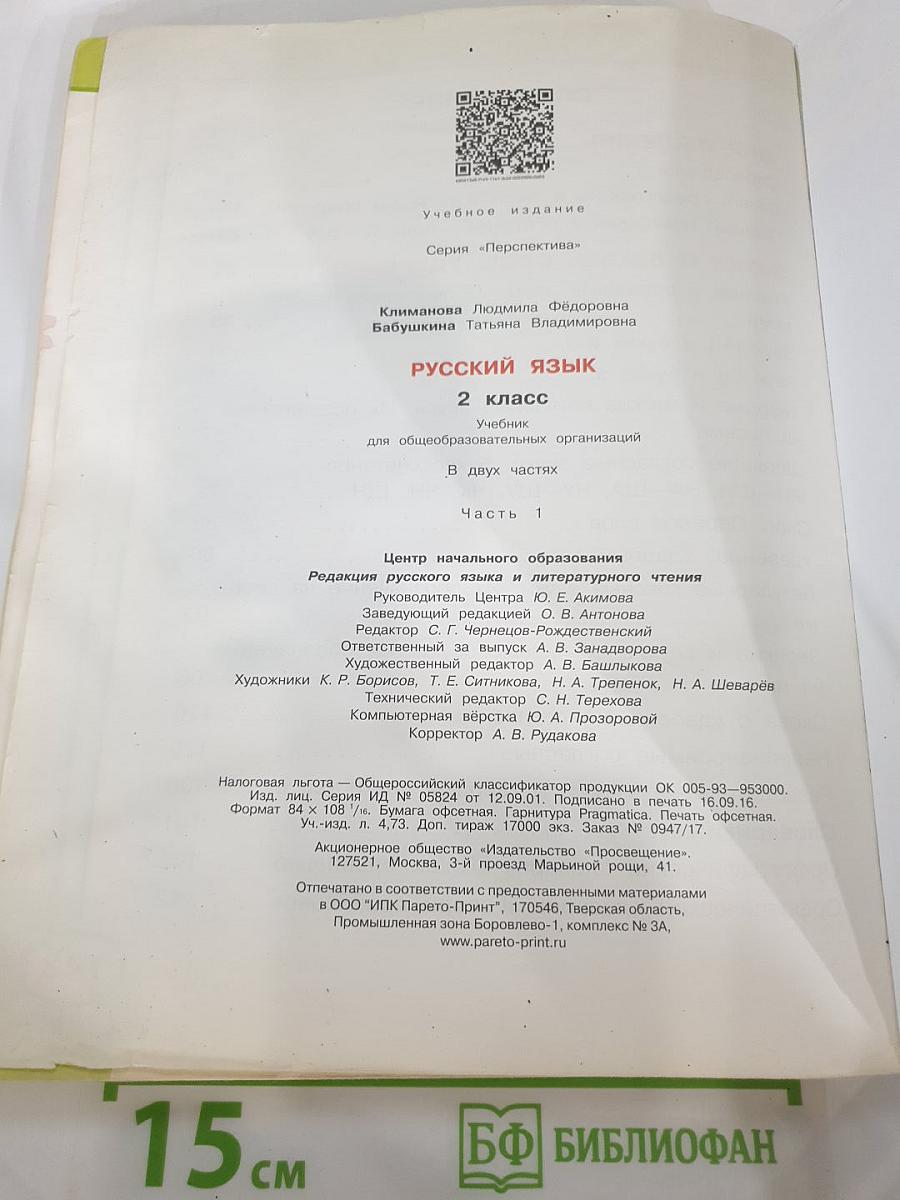 Учебное издание
Серия «Перспектива»
Климанова Людмила Фёдоровна
Бабушкина Татьяна Владимировна
РУССКИЙ ЯЗЫК
2 класс
Учебник
для общеобразовательных организаций
В двух частях
Часть 1
Центр начального образования
Редакция русского языка и литературного чтения
Руководитель Центра Ю. Е. Акимова
Заведующий редакцией О. В. Антонова
Редактор С. Г. Чернецов-Рождественский
Ответственный за выпуск А. В. Занадворова
Художественный редактор А. В. Башлыкова
Художники К. Р. Борисов, Т. Е. Ситникова, Н. А. Трепенок, Н. А. Шеварёв
Технический редактор С. Н. Терехова
Компьютерная вёрстка Ю. А. Прозоровой
Корректор А. В. Рудакова
Налоговая льгота — Общероссийский классификатор продукции ОК 005-93—953000.
Изд. лиц. Серия ИД № 05824 от 12.09.01. Подписано в печать 16.09.16.
Формат 84 × 108 1/16. Бумага офсетная. Гарнитура Pragmatica. Печать офсетная.
Уч.-изд. л. 4,73. Доп. тираж 17000 экз. Заказ № 0947/17.
Акционерное общество «Издательство «Просвещение».
127521, Москва, 3-й проезд Марьиной рощи, 41.
Отпечатано в соответствии с предоставленными материалами
в ООО "ИПК Парето-Принт", 170546, Тверская область,
Промышленная зона Боровлево-1, комплекс № 3А,
www.pareto-print.ru
15 см
БФ БИБЛИОФАН